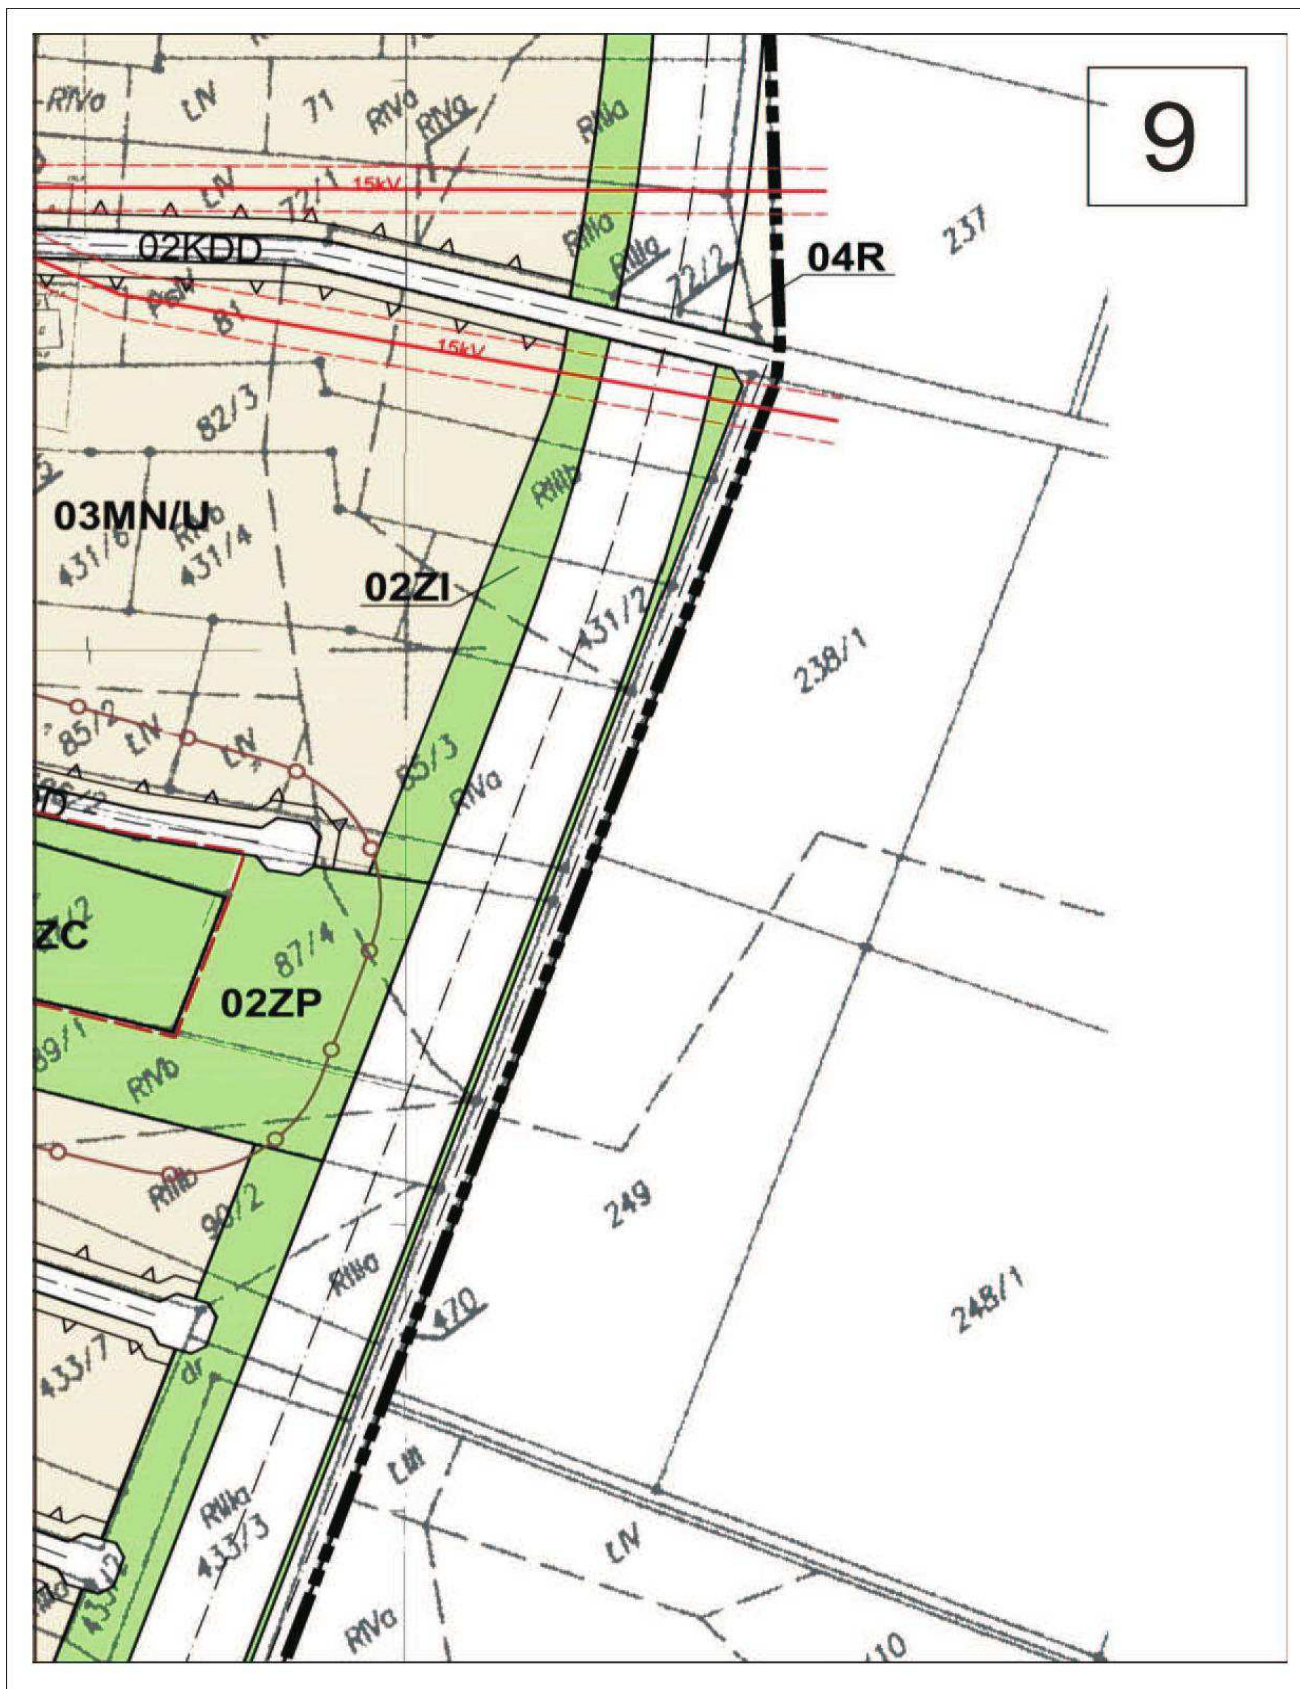 RIVa
ŁIV
71
RIVa
RIVa
RIIIa
9
ŁIV
72/1
15kV
02KDD
RIIIa
RIIIa
72/2
04R
237
PsIV
81
15kV
82/3
RIIIb
03MN/U
RIVb
431/6
431/4
02ZI
431/2
238/1
85/2
ŁIV
ŁIV
85/3
RIVa
ZC
87/4
02ZP
89/1
RIVb
RIIIb
90/2
249
RIIIa
470
248/1
433/7
dr
ŁIII
RIIIa
433/3
ŁIV
RIVa